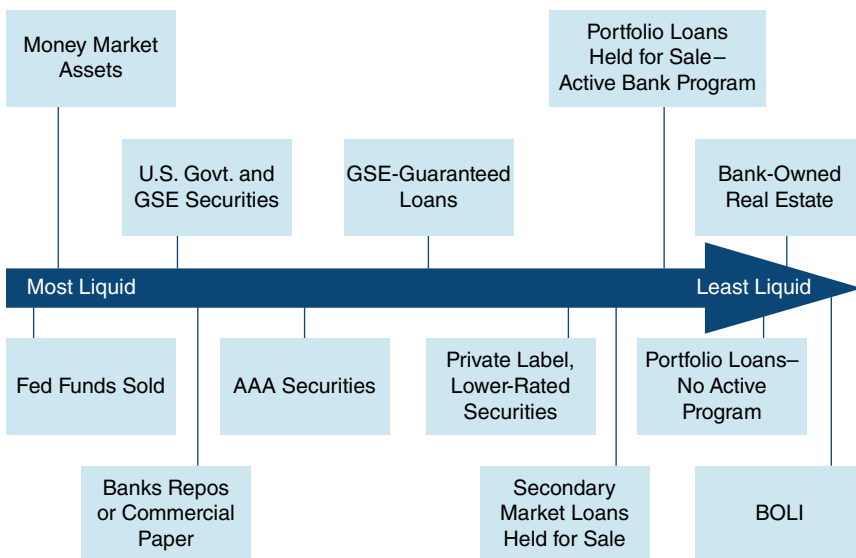 Money Market
Assets
Portfolio Loans
Held for Sale–
Active Bank Program
U.S. Govt. and
GSE Securities
GSE-Guaranteed
Loans
Bank-Owned
Real Estate
Most Liquid
Least Liquid
Fed Funds Sold
AAA Securities
Private Label,
Lower-Rated
Securities
Portfolio Loans–
No Active
Program
Banks Repos
or Commercial
Paper
Secondary
Market Loans
Held for Sale
BOLI